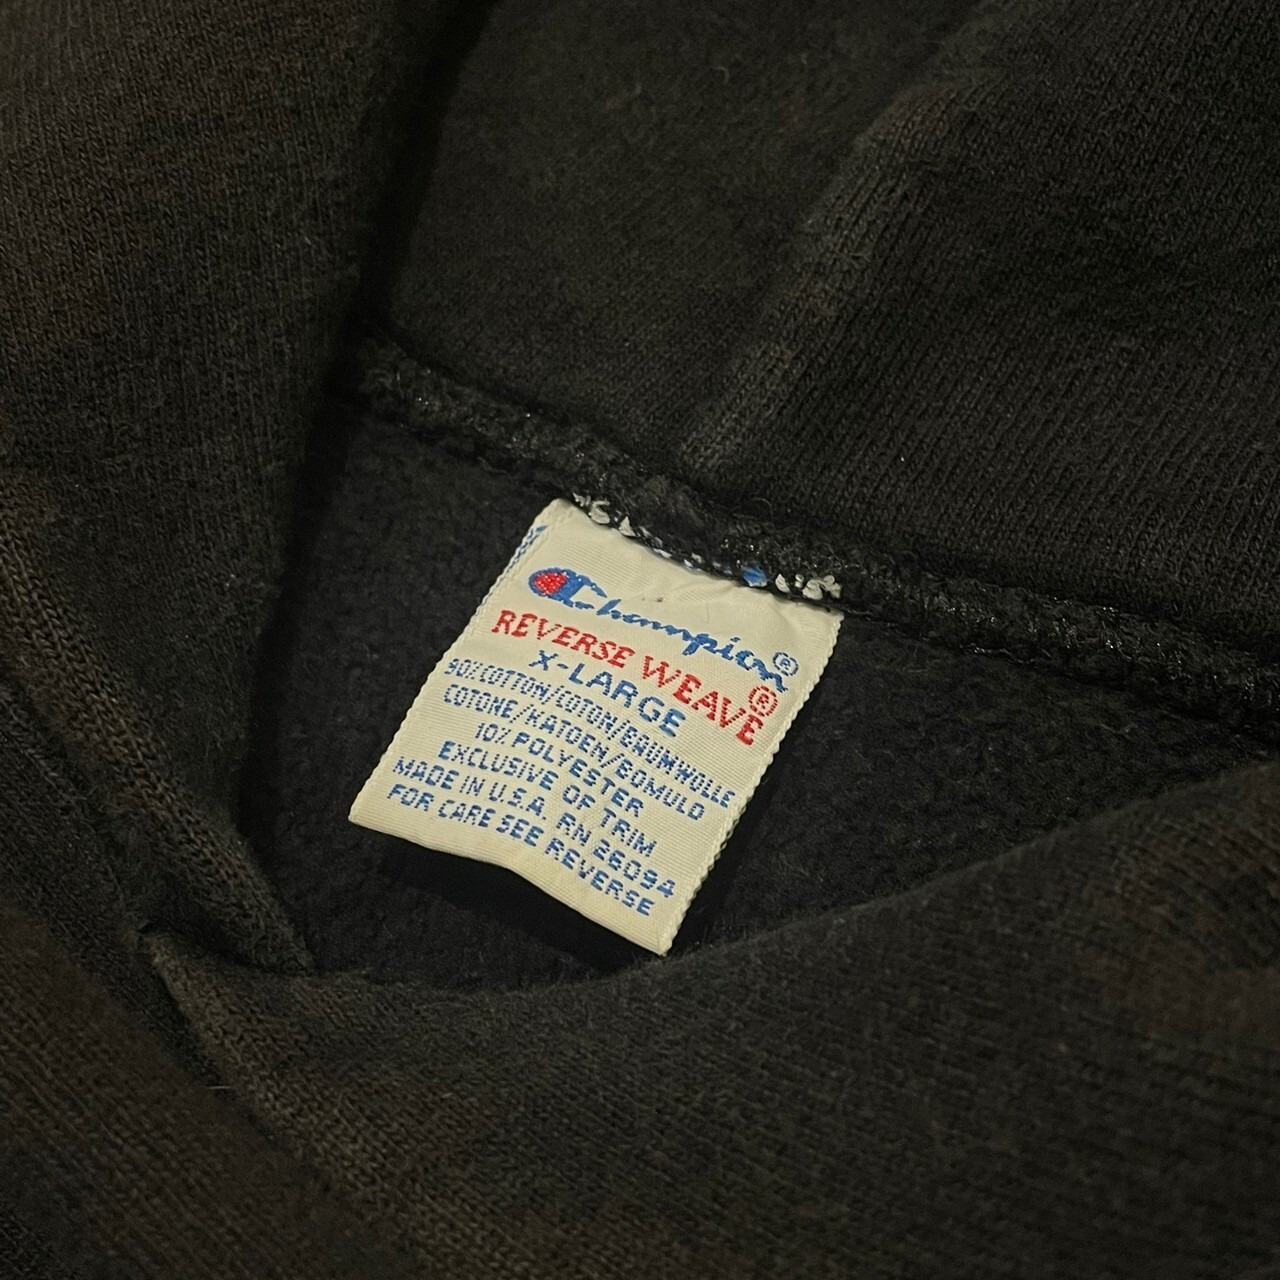 Champion®
REVERSE WEAVE®
X-LARGE
90% COTTON/COTON/BAUMWOLLE
COTONE/KATOEN/BOMULD
10% POLYESTER
EXCLUSIVE OF TRIM
MADE IN U.S.A. RN 26094
FOR CARE SEE REVERSE